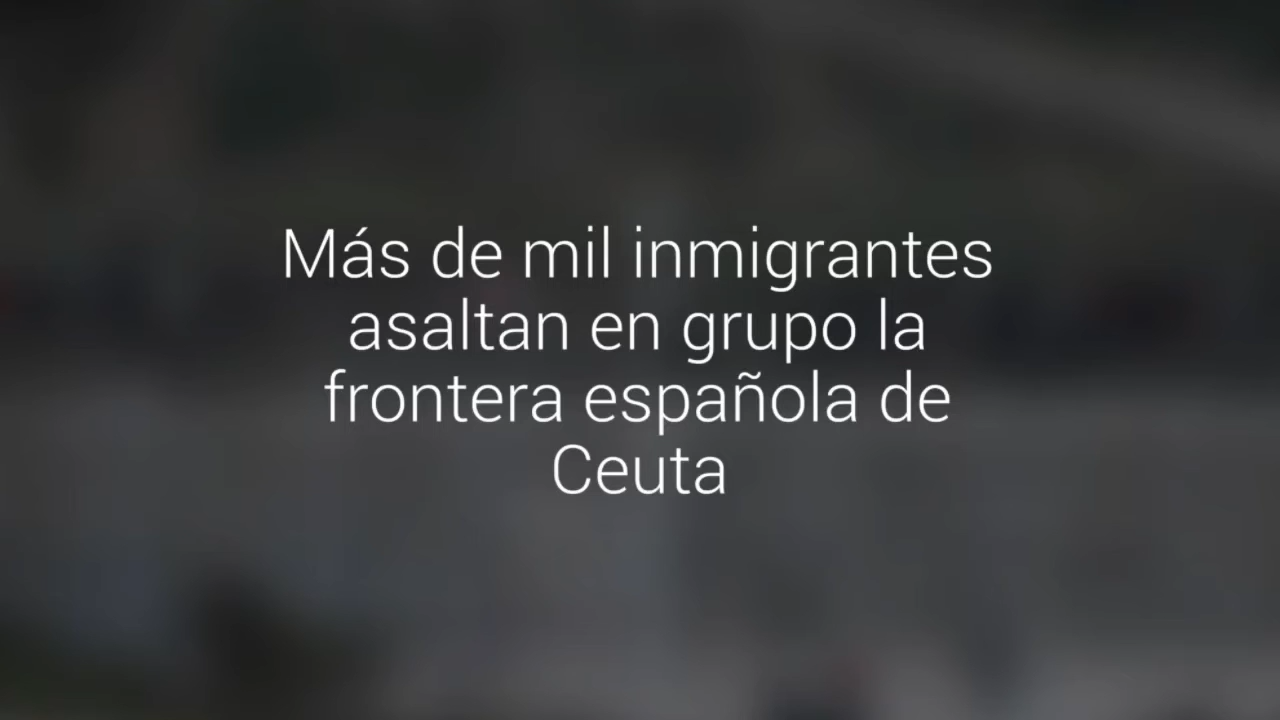 Más de mil inmigrantes
asaltan en grupo la
frontera española de
Ceuta